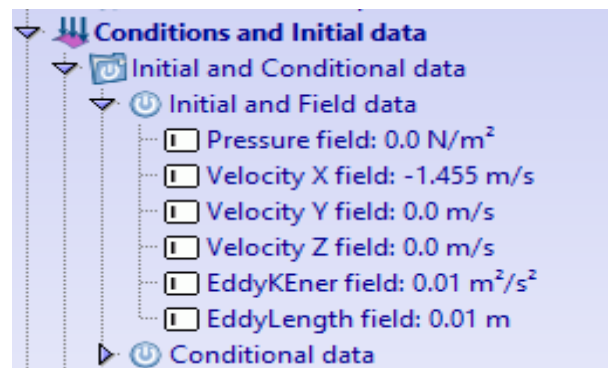 Conditions and Initial data
Initial and Conditional data
Initial and Field data
Pressure field: 0.0 N/m²
Velocity X field: -1.455 m/s
Velocity Y field: 0.0 m/s
Velocity Z field: 0.0 m/s
EddyKEner field: 0.01 m²/s²
EddyLength field: 0.01 m
Conditional data